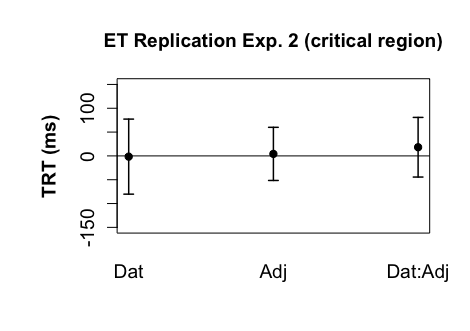 ET Replication Exp. 2 (critical region)
TRT (ms)
100
0
-150
Dat
Adj
Dat:Adj